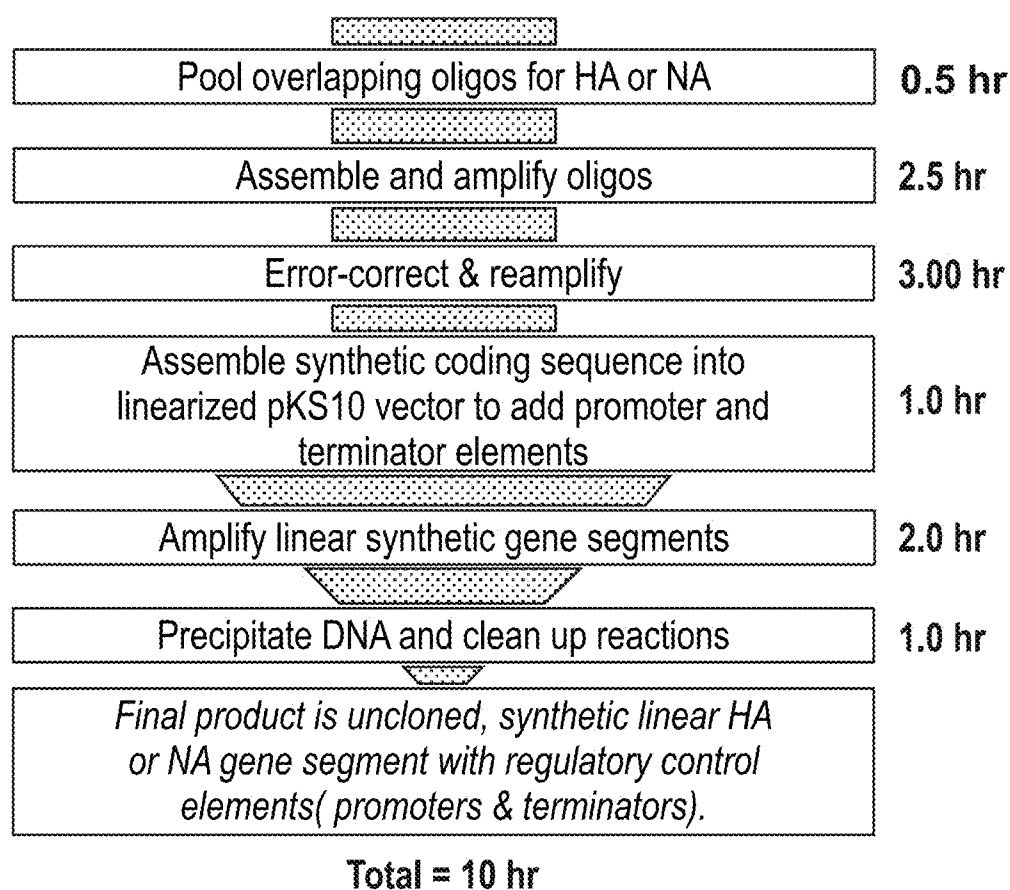 Pool overlapping oligos for HA or NA
0.5 hr
Assemble and amplify oligos
2.5 hr
Error-correct & reamplify
3.00 hr
Assemble synthetic coding sequence into
linearized pKS10 vector to add promoter and
terminator elements
1.0 hr
Amplify linear synthetic gene segments
2.0 hr
Precipitate DNA and clean up reactions
1.0 hr
Final product is uncloned, synthetic linear HA
or NA gene segment with regulatory control
elements( promoters & terminators).
Total = 10 hr